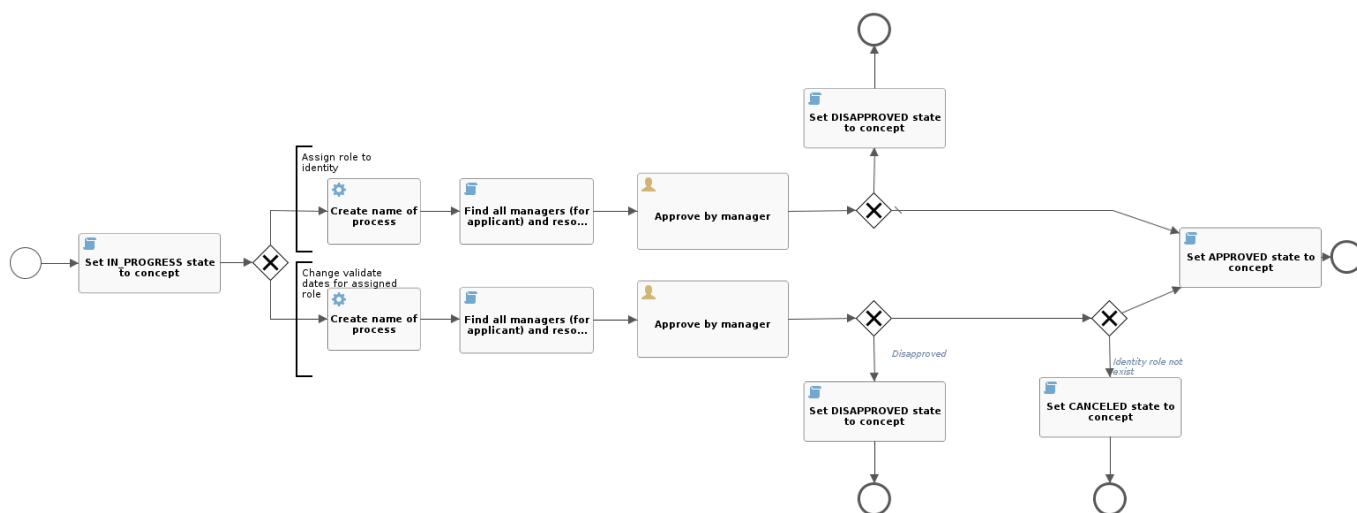 Set DISAPPROVED state
to concept
Assign role to
identity
Create name of
process
Find all managers (for
applicant) and reso...
Approve by manager
Set IN_PROGRESS state
to concept
Set APPROVED state to
concept
Change validate
dates for assigned
role
Create name of
process
Find all managers (for
applicant) and reso...
Approve by manager
Disapproved
Identity role not
exist
Set DISAPPROVED state
to concept
Set CANCELED state to
concept